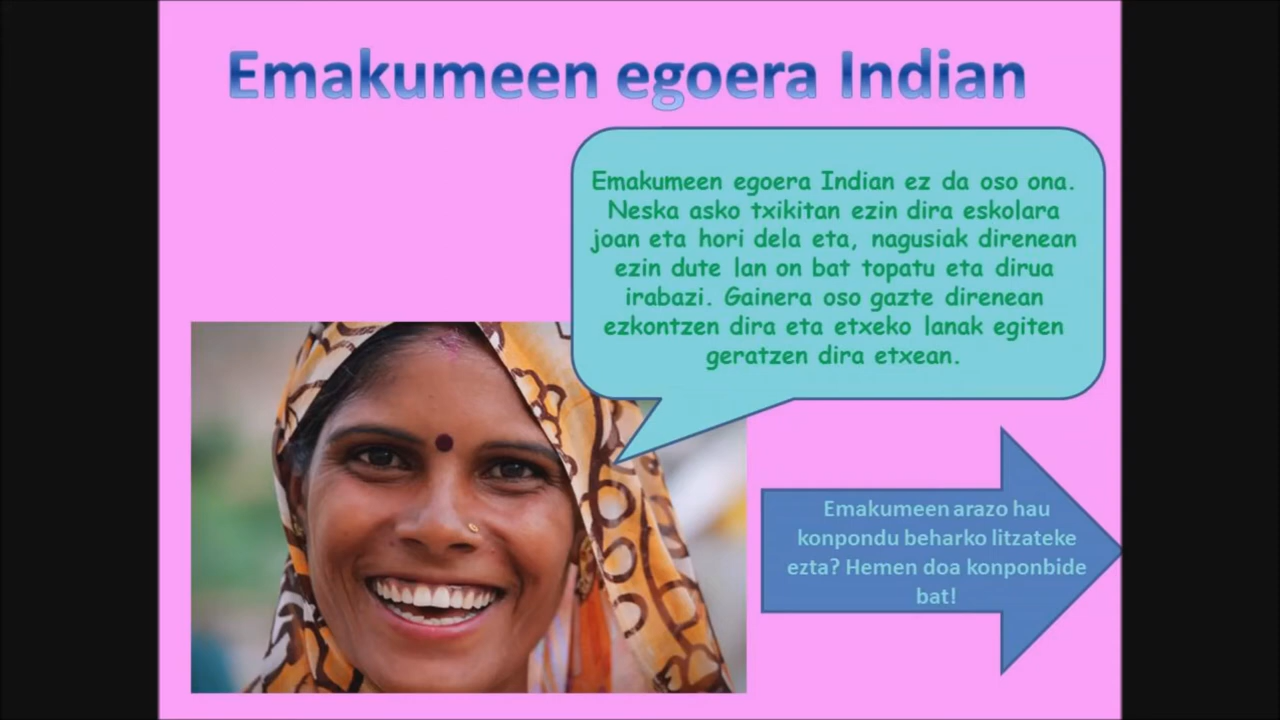 Emakumeen egoera Indian
Emakumeen egoera Indian ez da oso ona.
Neska asko txikitan ezin dira eskolara
joan eta hori dela eta, nagusiak direnean
ezin dute lan on bat topatu eta dirua
irabazi. Gainera oso gazte direnean
ezkontzen dira eta etxeko lanak egiten
geratzen dira etxean.
Emakumeen arazo hau
konpondu beharko litzateke
ezta? Hemen doa konponbide
bat!